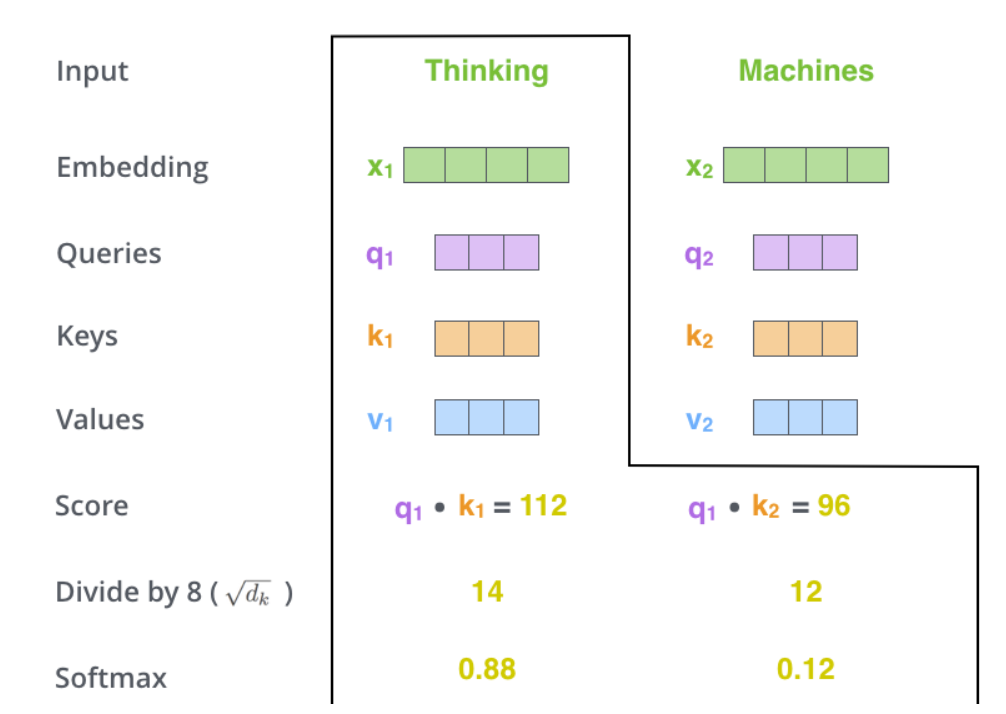 Input Thinking Machines
Embedding x₁ x₂
Queries q₁ q₂
Keys k₁ k₂
Values v₁ v₂
Score q₁ • k₁ = 112 q₁ • k₂ = 96
Divide by 8 ( √dₖ ) 14 12
Softmax 0.88 0.12